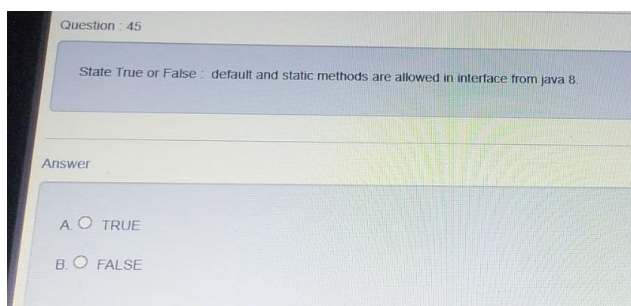 Question : 45
State True or False : default and static methods are allowed in interface from java 8.
Answer
A. TRUE
B. FALSE